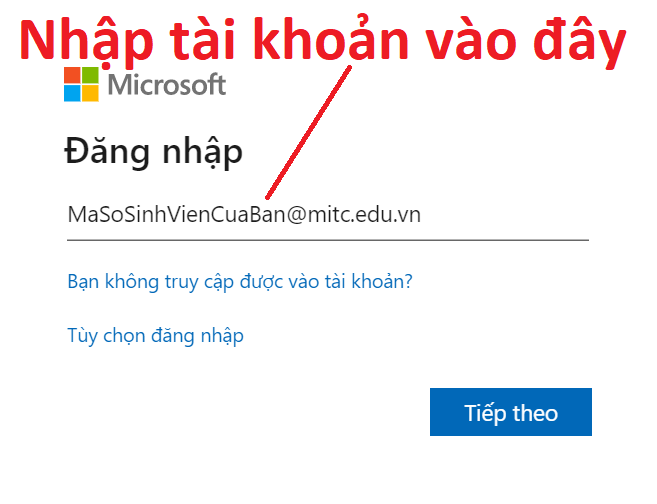 Nhập tài khoản vào đây
Microsoft
Đăng nhập
MaSoSinhVienCuaBan@mitc.edu.vn
Bạn không truy cập được vào tài khoản?
Tùy chọn đăng nhập
Tiếp theo